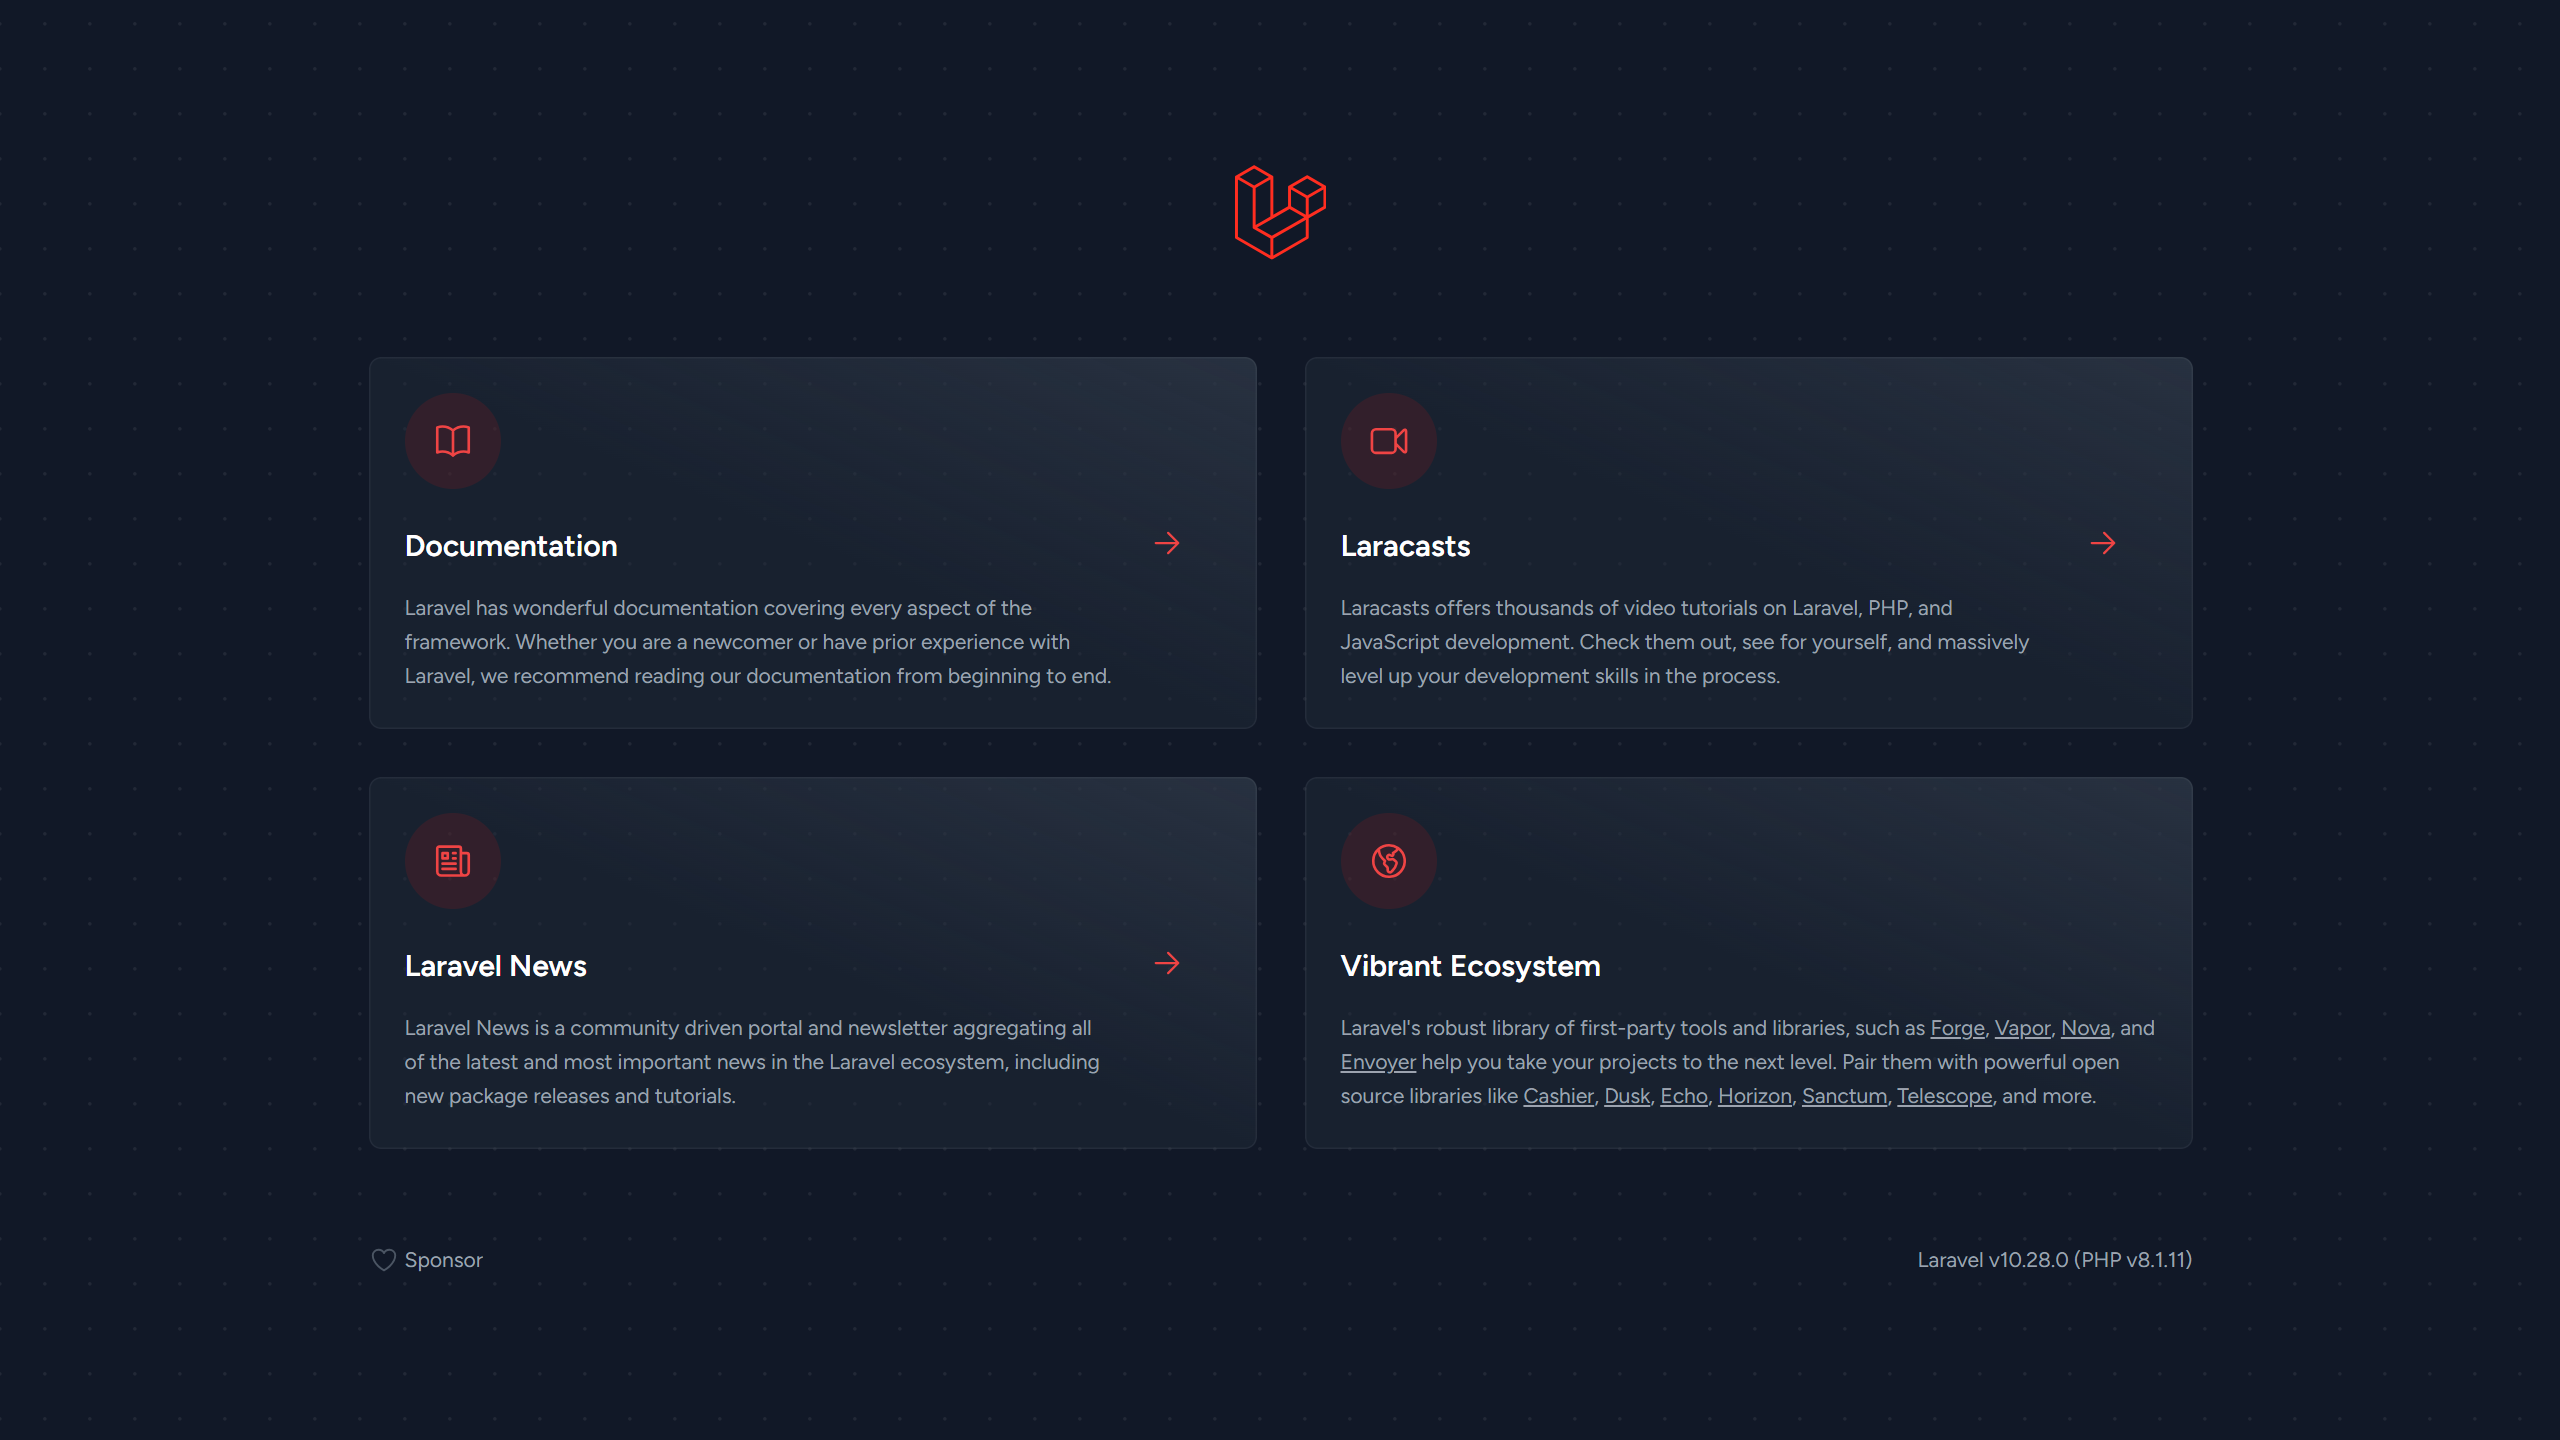 Documentation
Laravel has wonderful documentation covering every aspect of the
framework. Whether you are a newcomer or have prior experience with
Laravel, we recommend reading our documentation from beginning to end.
Laracasts
Laracasts offers thousands of video tutorials on Laravel, PHP, and
JavaScript development. Check them out, see for yourself, and massively
level up your development skills in the process.
Laravel News
Laravel News is a community driven portal and newsletter aggregating all
of the latest and most important news in the Laravel ecosystem, including
new package releases and tutorials.
Vibrant Ecosystem
Laravel's robust library of first-party tools and libraries, such as Forge, Vapor, Nova, and
Envoyer help you take your projects to the next level. Pair them with powerful open
source libraries like Cashier, Dusk, Echo, Horizon, Sanctum, Telescope, and more.
Sponsor
Laravel v10.28.0 (PHP v8.1.11)